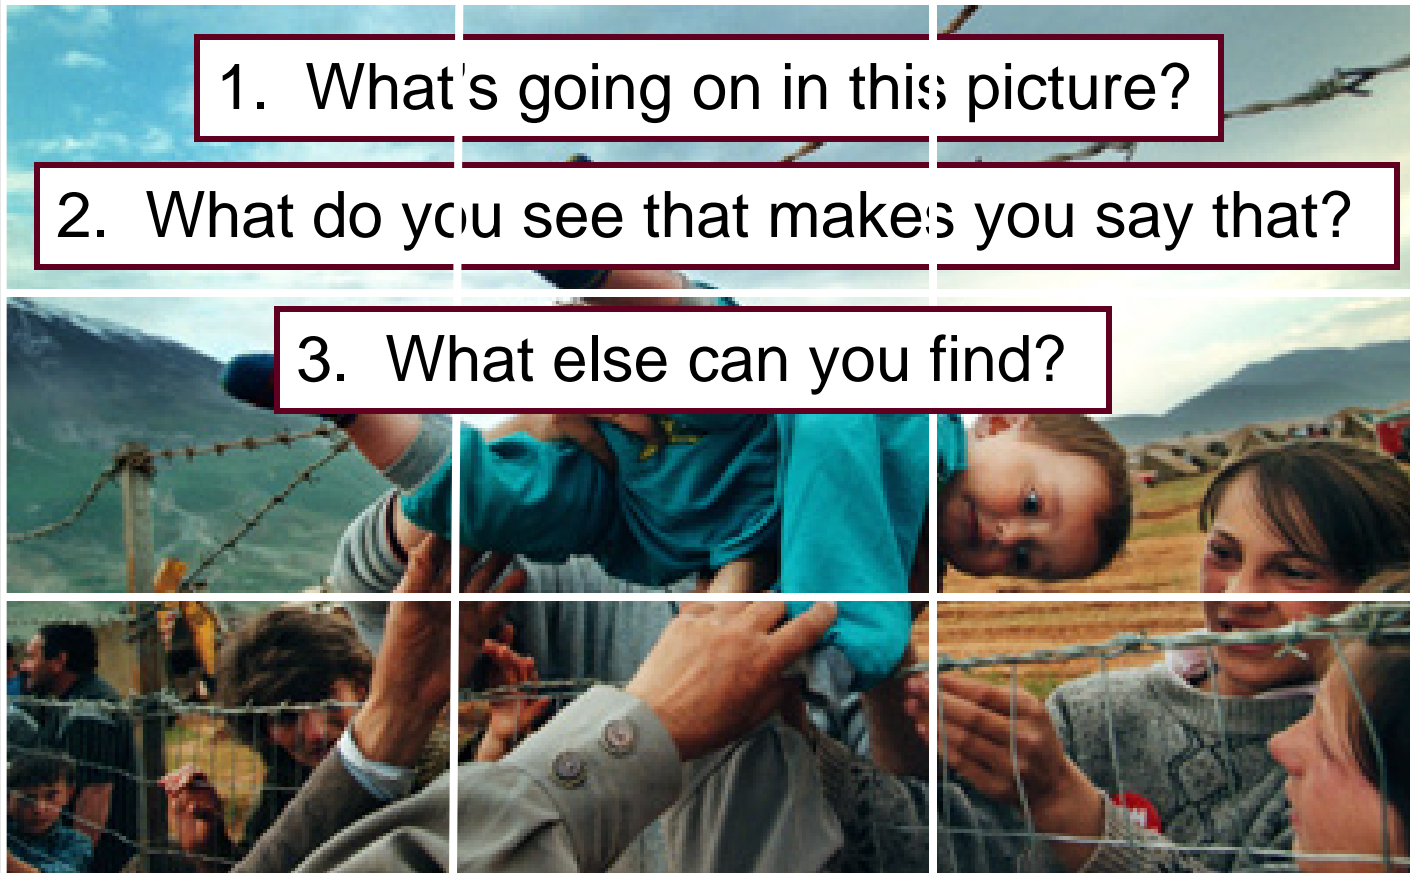 1. What's going on in this picture?
2. What do you see that makes you say that?
3. What else can you find?